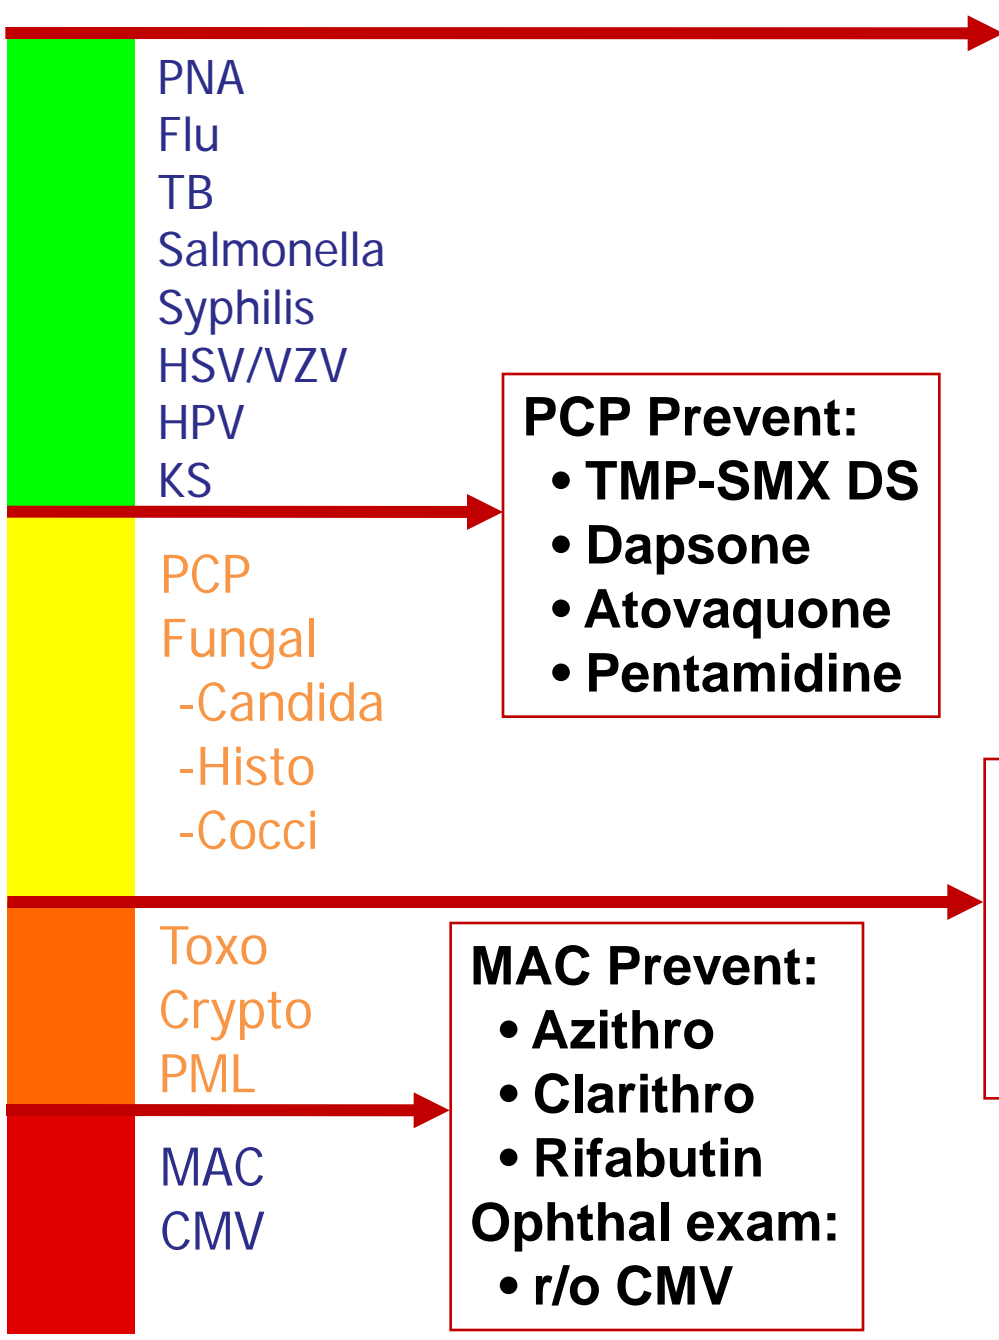 PNA
Flu
TB
Salmonella
Syphilis
HSV/VZV
HPV
KS
PCP Prevent:
• TMP-SMX DS
• Dapsone
• Atovaquone
• Pentamidine
PCP
Fungal
-Candida
-Histo
-Cocci
Toxo
Crypto
PML
MAC Prevent:
• Azithro
• Clarithro
• Rifabutin
Ophthal exam:
• r/o CMV
MAC
CMV